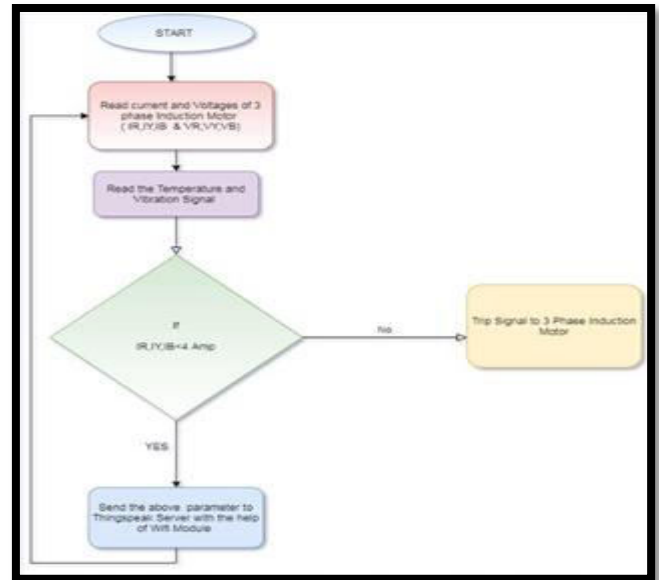 START
Read current and Voltages of 3
phase Induction Motor
( IR,IY,IB & VR,VY,VB)
Read the Temperature and
Vibration Signal
If
IR,IY,IB<4 Amp
No
Trip Signal to 3 Phase Induction
Motor
YES
Send the above parameter to
Thingspeak Server with the help
of Wifi Module